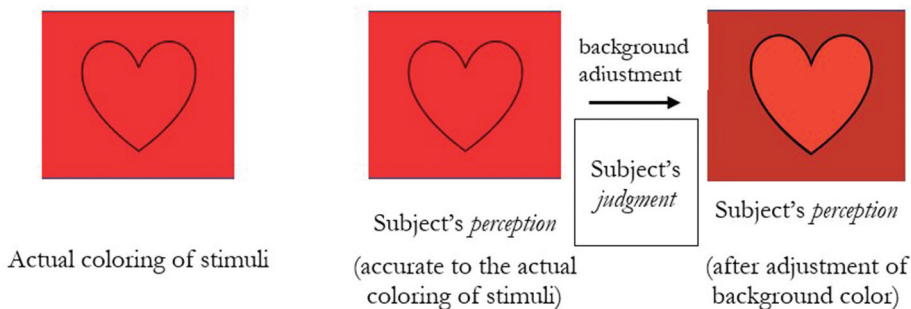 Actual coloring of stimuli
Subject's perception
(accurate to the actual
coloring of stimuli)
background
adjustment
Subject's
judgment
Subject's perception
(after adjustment of
background color)